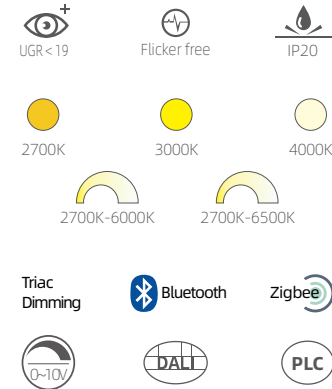 UGR<19 Flicker free IP20
2700K 3000K 4000K
2700K-6000K 2700K-6500K
Triac
Dimming
Bluetooth Zigbee
0~10V DALI PLC